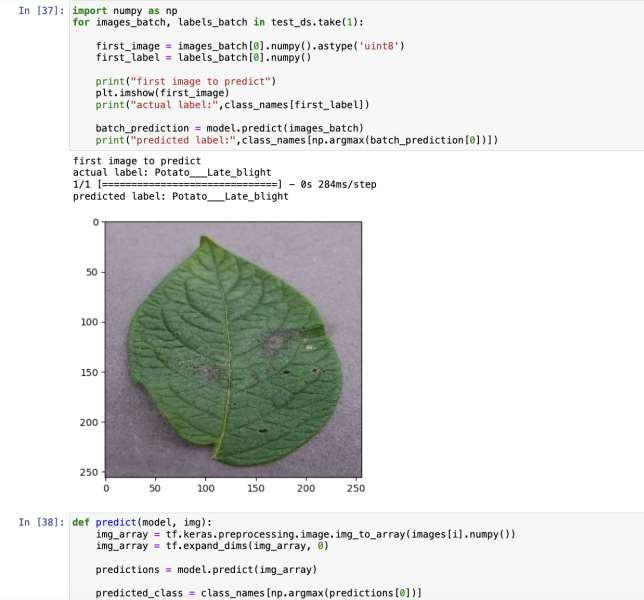 In [37]: import numpy as np
for images_batch, labels_batch in test_ds.take(1):
first_image = images_batch[0].numpy().astype('uint8')
first_label = labels_batch[0].numpy()
print("first image to predict")
plt.imshow(first_image)
print("actual label:",class_names[first_label])
batch_prediction = model.predict(images_batch)
print("predicted label:",class_names[np.argmax(batch_prediction[0])])
first image to predict
actual label: Potato___Late_blight
1/1 [==============================] - 0s 284ms/step
predicted label: Potato___Late_blight
0
50
100
150
200
250
0 50 100 150 200 250
In [38]: def predict(model, img):
img_array = tf.keras.preprocessing.image.img_to_array(images[i].numpy())
img_array = tf.expand_dims(img_array, 0)
predictions = model.predict(img_array)
predicted_class = class_names[np.argmax(predictions[0])]